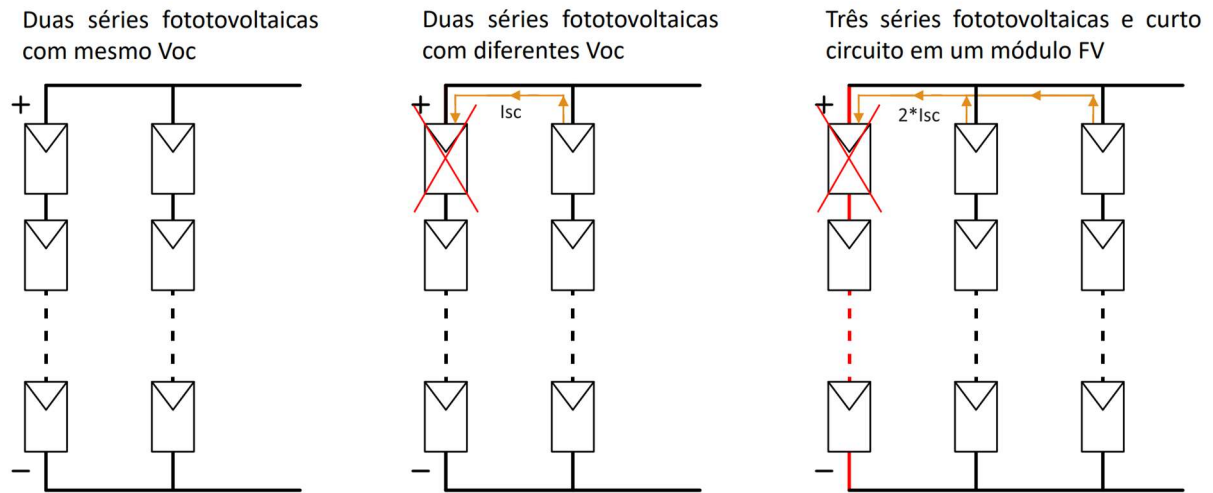 Duas séries fototovoltaicas
com mesmo Voc
Duas séries fototovoltaicas
com diferentes Voc
Três séries fototovoltaicas e curto
circuito em um módulo FV
+
−
+
Isc
−
+
2*Isc
−